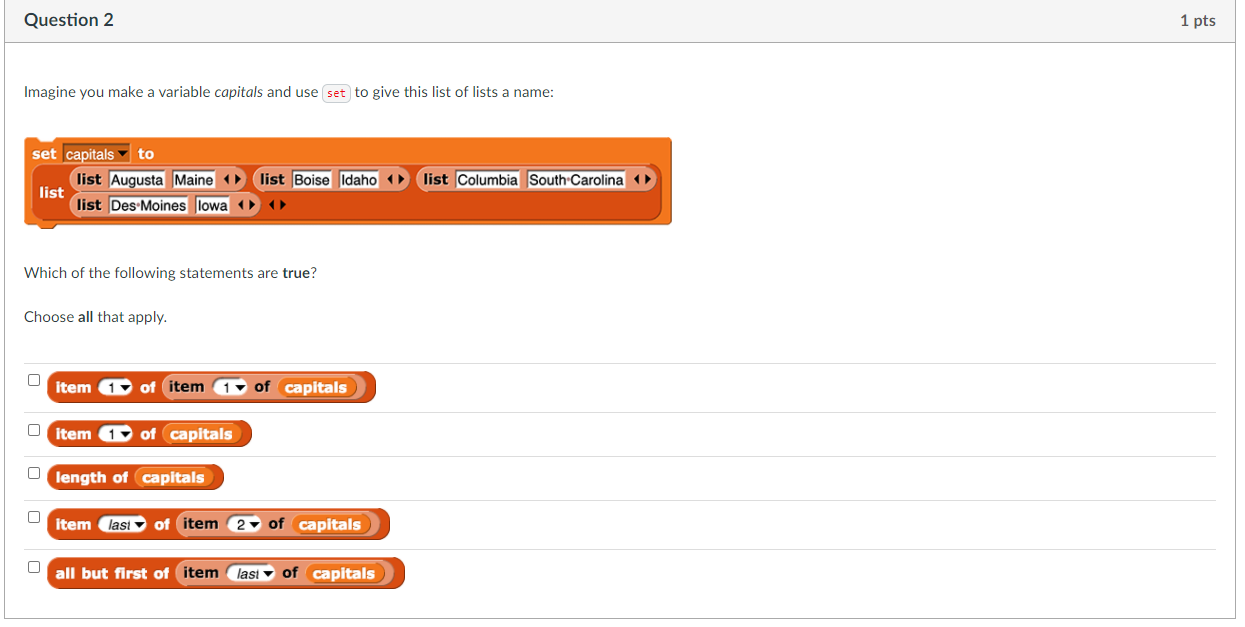 Question 2 1 pts
Imagine you make a variable capitals and use set to give this list of lists a name:
set capitals to
list list Augusta Maine list Boise Idaho list Columbia South Carolina
list Des Moines Iowa
Which of the following statements are true?
Choose all that apply.
item 1 of item 1 of capitals
item 1 of capitals
length of capitals
item last of item 2 of capitals
all but first of item last of capitals